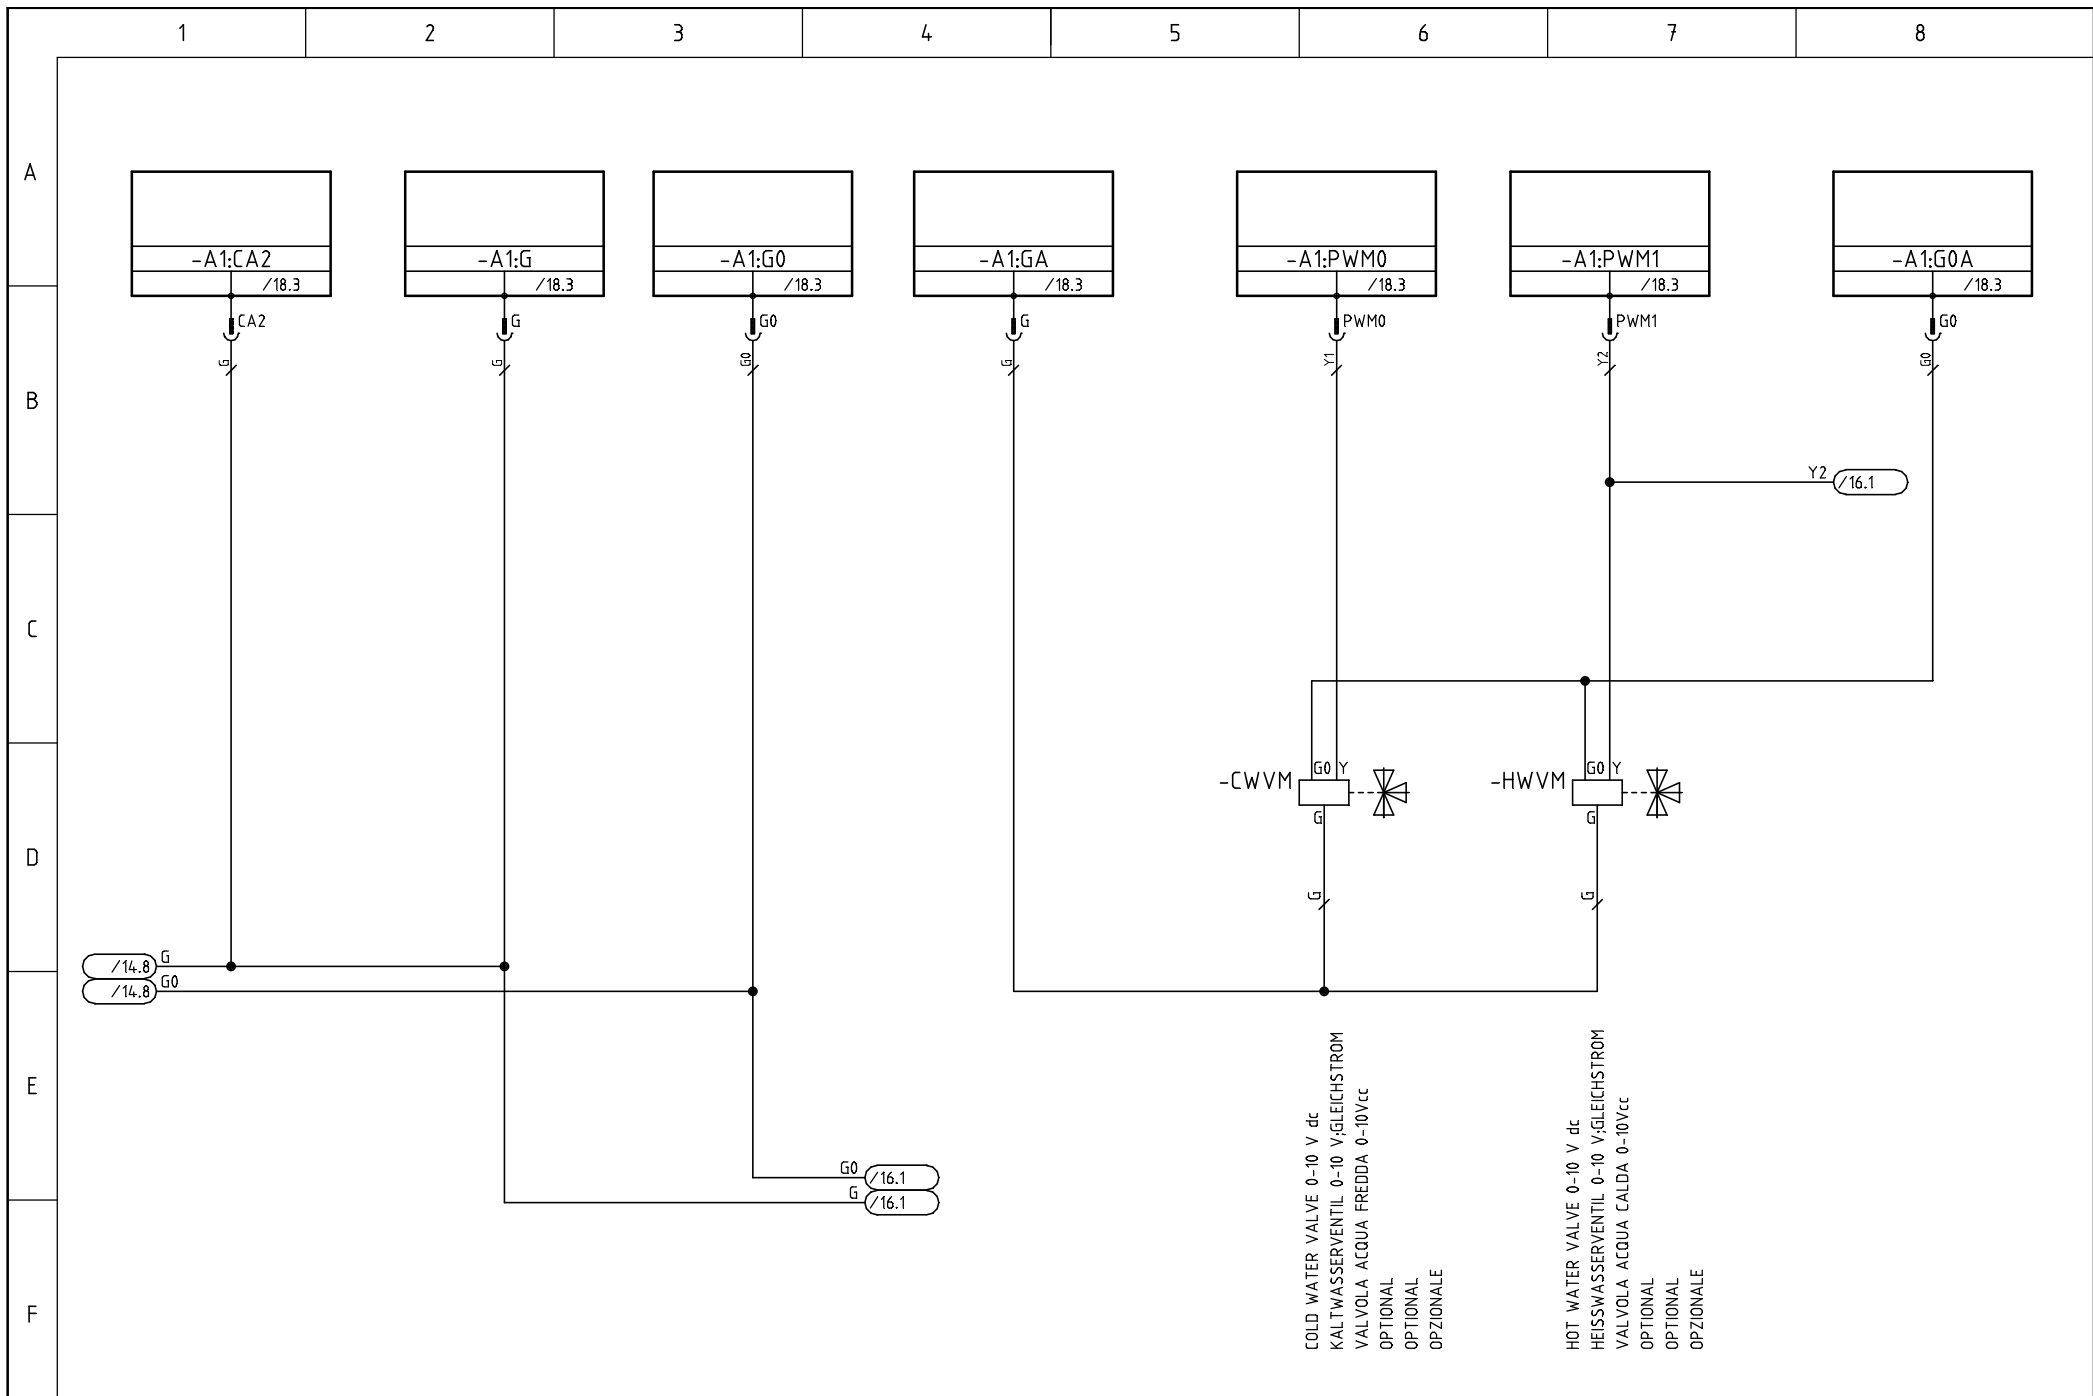 1 2 3 4 5 6 7 8
A
-A1:CA2 -A1:G -A1:G0 -A1:GA -A1:PWM0 -A1:PWM1 -A1:G0A
/18.3 /18.3 /18.3 /18.3 /18.3 /18.3 /18.3
CA2 G G0 G PWM0 PWM1 G0
G G G0 G Y1 Y2 G0
B
Y2 /16.1
C
G0 Y G0 Y
-CWVM -HWVM
G G
D
G G
/14.8 G
/14.8 G0
E
G0 /16.1
G /16.1
F
COLD WATER VALVE 0-10 V dc
KALTWASSERVENTIL 0-10 V;GLEICHSTROM
VALVOLA ACQUA FREDDA 0-10Vcc
OPTIONAL
OPTIONAL
OPZIONALE
HOT WATER VALVE 0-10 V dc
HEISSWASSERVENTIL 0-10 V;GLEICHSTROM
VALVOLA ACQUA CALDA 0-10Vcc
OPTIONAL
OPTIONAL
OPZIONALE